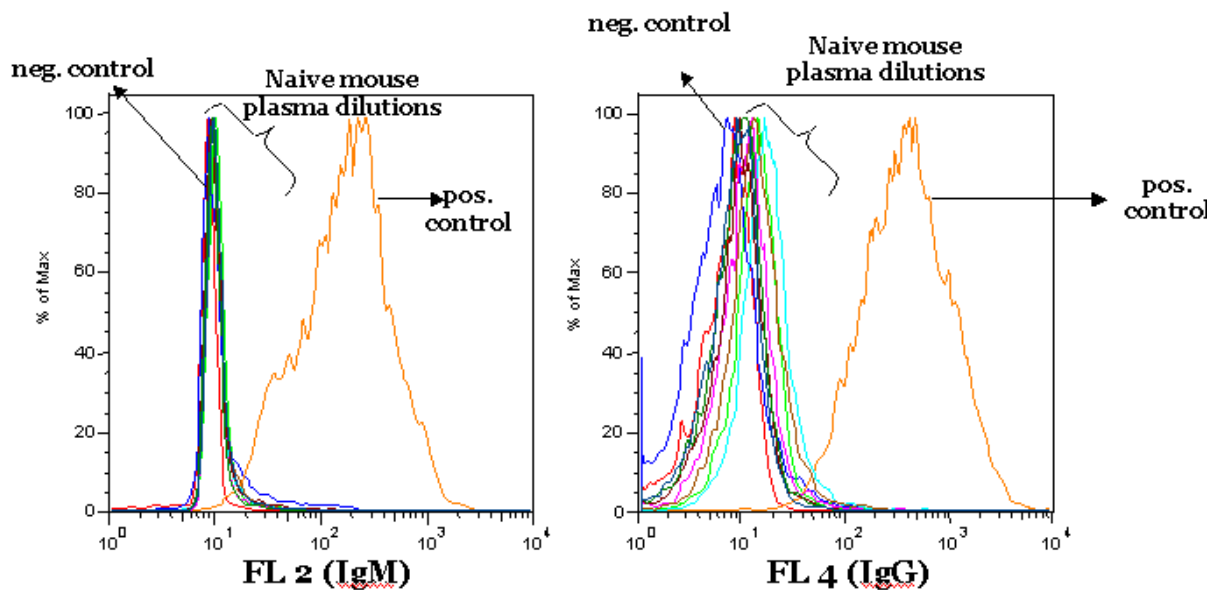 neg. control
Naive mouse
plasma dilutions
100
80
60
40
20
0
% of Max
pos.
control
10⁰
10¹
10²
10³
10⁴
FL 2 (IgM)
neg. control
Naive mouse
plasma dilutions
100
80
60
40
20
0
% of Max
pos.
control
10⁰
10¹
10²
10³
10⁴
FL 4 (IgG)